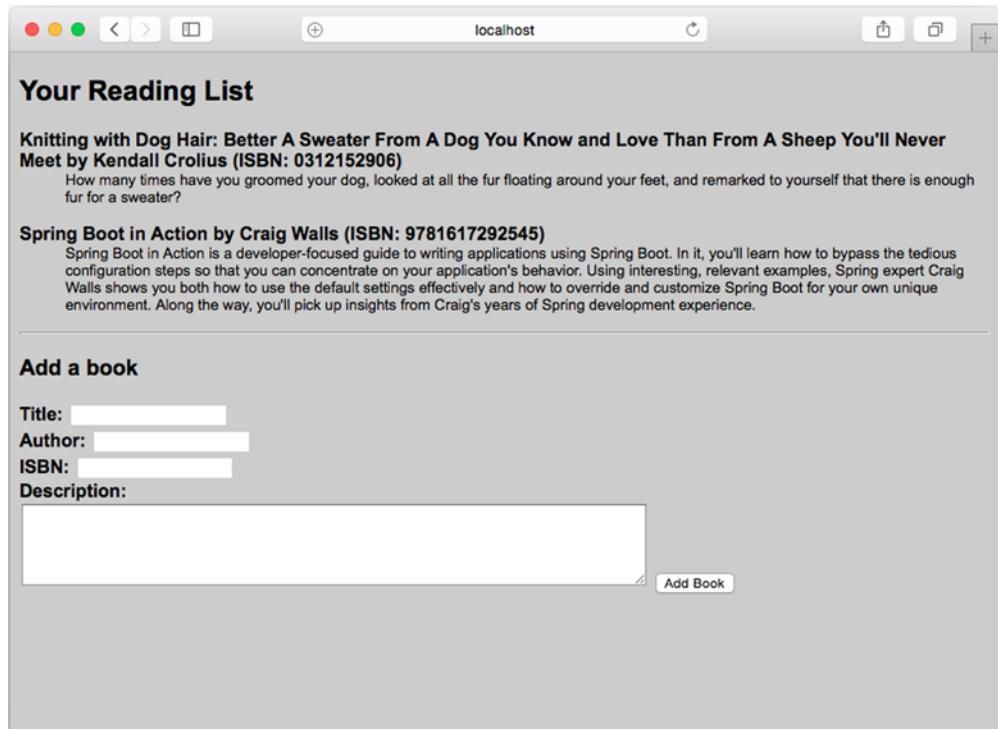 localhost
Your Reading List
Knitting with Dog Hair: Better A Sweater From A Dog You Know and Love Than From A Sheep You'll Never
Meet by Kendall Crolius (ISBN: 0312152906)
How many times have you groomed your dog, looked at all the fur floating around your feet, and remarked to yourself that there is enough
fur for a sweater?
Spring Boot in Action by Craig Walls (ISBN: 9781617292545)
Spring Boot in Action is a developer-focused guide to writing applications using Spring Boot. In it, you'll learn how to bypass the tedious
configuration steps so that you can concentrate on your application's behavior. Using interesting, relevant examples, Spring expert Craig
Walls shows you both how to use the default settings effectively and how to override and customize Spring Boot for your own unique
environment. Along the way, you'll pick up insights from Craig's years of Spring development experience.
Add a book
Title:
Author:
ISBN:
Description:
Add Book